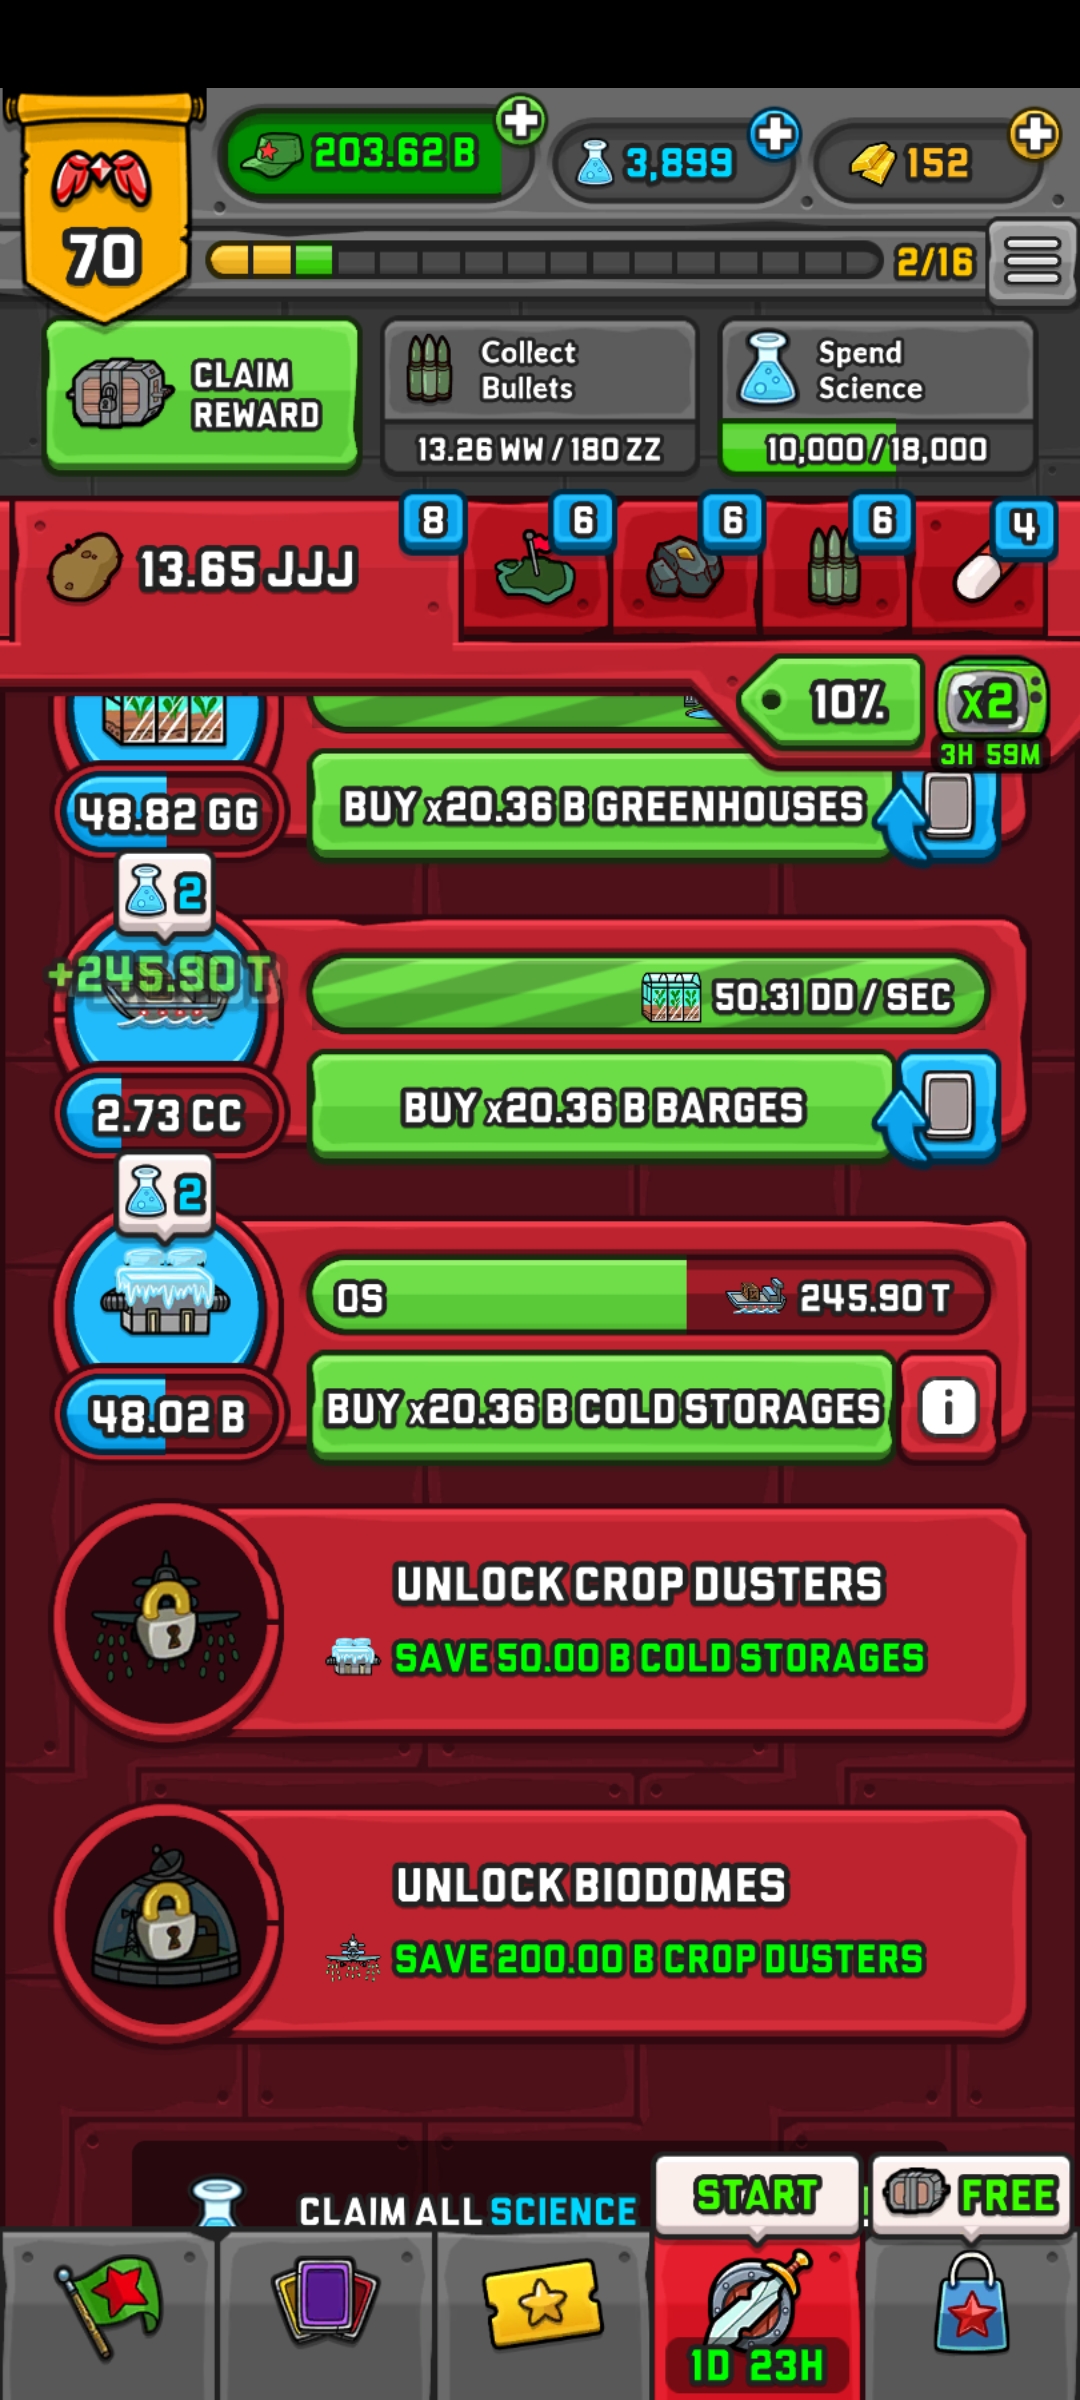 203.62 B
3,899
152
70
2/16
CLAIM
REWARD
Collect
Bullets
13.26 WW / 180 ZZ
Spend
Science
10,000 / 18,000
13.65 JJJ
8
6
6
6
4
10%
x2
3H 59M
48.82 GG
BUY x20.36 B GREENHOUSES
2
+245.90 T
50.31 DD / SEC
2.73 CC
BUY x20.36 B BARGES
2
0S
245.90 T
48.02 B
BUY x20.36 B COLD STORAGES
i
UNLOCK CROP DUSTERS
SAVE 50.00 B COLD STORAGES
UNLOCK BIODOMES
SAVE 200.00 B CROP DUSTERS
CLAIM ALL SCIENCE
START
FREE
1D 23H